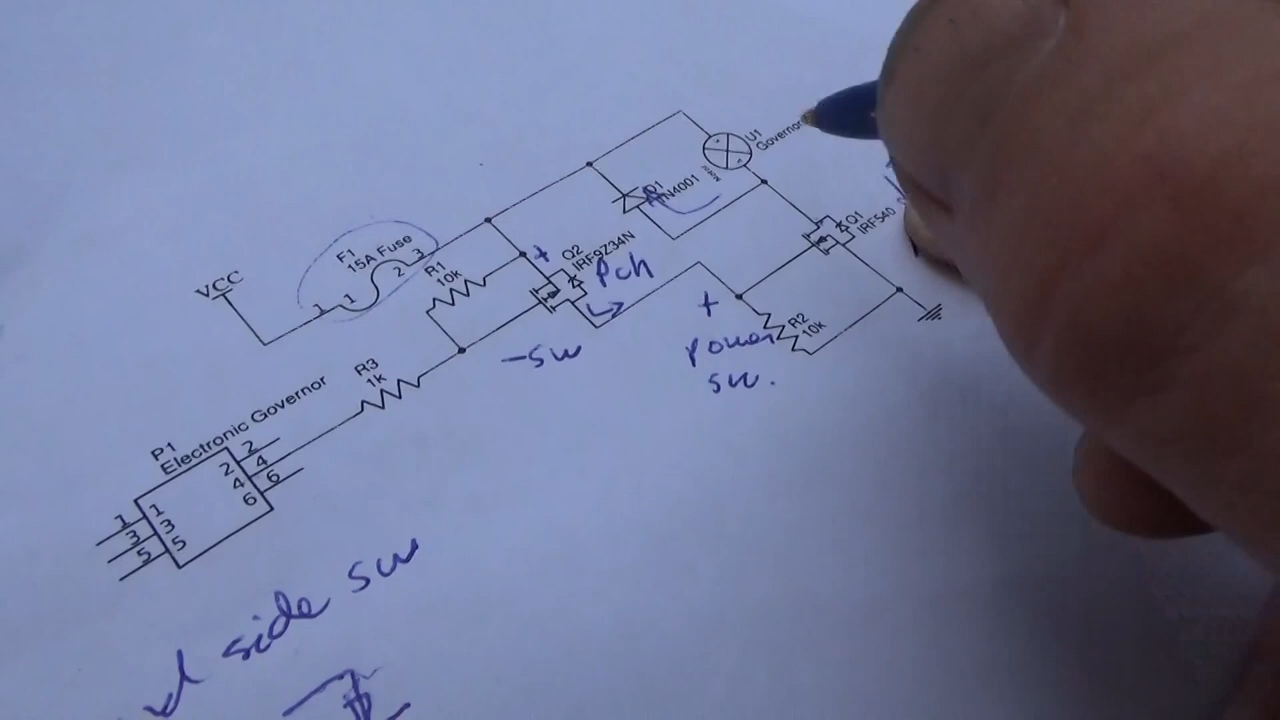 VCC
F1
15A Fuse
1 1 2 3
R1
10k
Q2
IRF9Z34N
+
Pch
D1
1N4001
Motor
U1
Governor
Q1
IRF540
+
power
sw.
R2
10k
-sw
R3
1k
P1
Electronic Governor
1 1 2 2
3 3 4 4
5 5 6 6
side sw